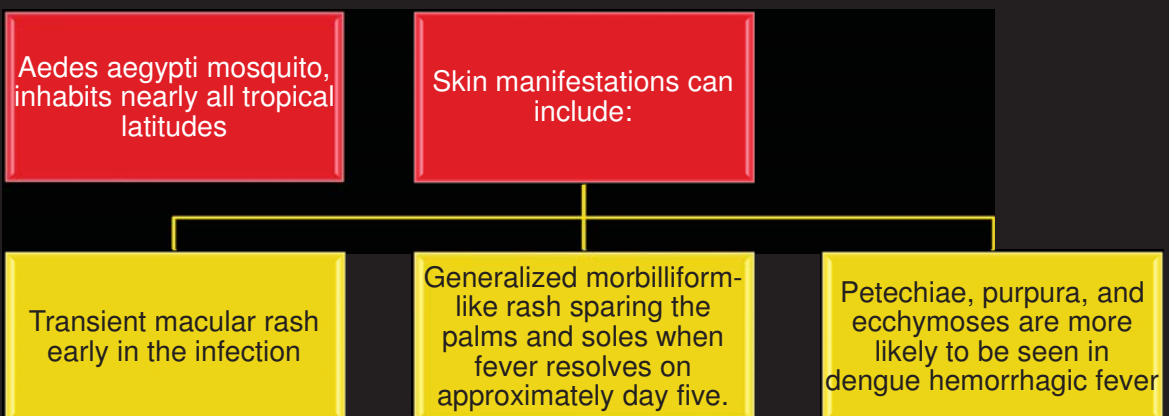 Aedes aegypti mosquito,
inhabits nearly all tropical
latitudes
Skin manifestations can
include:
Transient macular rash
early in the infection
Generalized morbilliform-
like rash sparing the
palms and soles when
fever resolves on
approximately day five.
Petechiae, purpura, and
ecchymoses are more
likely to be seen in
dengue hemorrhagic fever